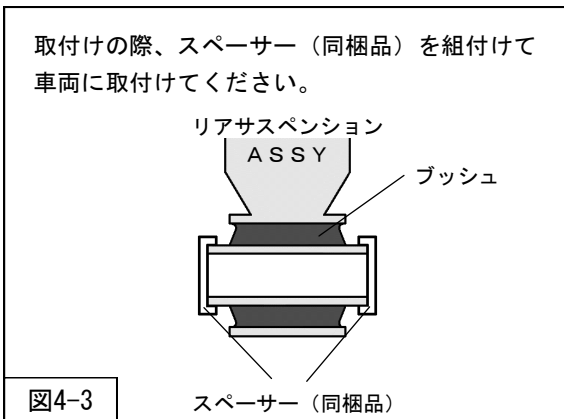 取付けの際、スペーサー（同梱品）を組付けて
車両に取付けてください。
リアサスペンション
ＡＳＳＹ
ブッシュ
スペーサー（同梱品）
図4-3